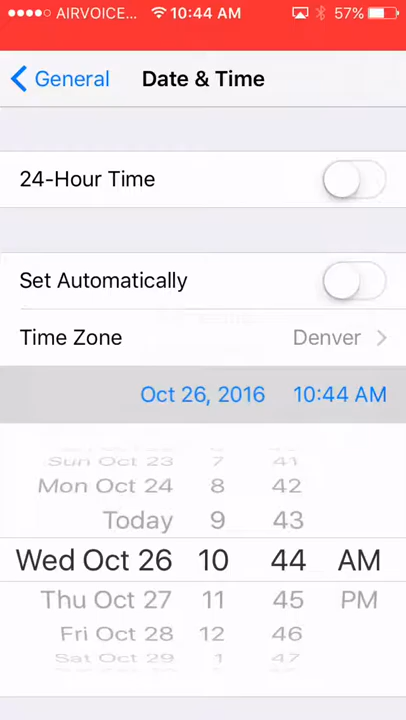 AIRVOICE... 10:44 AM 57%
General Date & Time
24-Hour Time
Set Automatically
Time Zone Denver
Oct 26, 2016 10:44 AM
Sun Oct 23 7 41
Mon Oct 24 8 42
Today 9 43
Wed Oct 26 10 44 AM
Thu Oct 27 11 45 PM
Fri Oct 28 12 46
Sat Oct 29 1 47